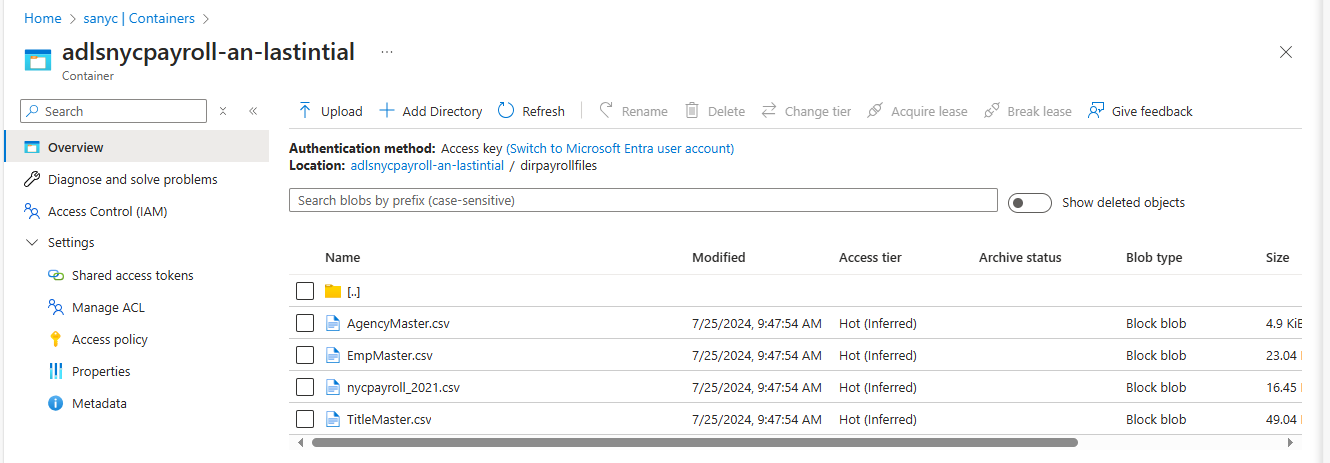 Home > sanyc | Containers >
adlsnycpayroll-an-lastintial ...
Container
Search
Upload Add Directory Refresh Rename Delete Change tier Acquire lease Break lease Give feedback
Overview
Diagnose and solve problems
Access Control (IAM)
Settings
Shared access tokens
Manage ACL
Access policy
Properties
Metadata
Authentication method: Access key (Switch to Microsoft Entra user account)
Location: adlsnycpayroll-an-lastintial / dirpayrollfiles
Search blobs by prefix (case-sensitive)
Show deleted objects
Name Modified Access tier Archive status Blob type Size
[..]
AgencyMaster.csv 7/25/2024, 9:47:54 AM Hot (Inferred) Block blob 4.9 KiB
EmpMaster.csv 7/25/2024, 9:47:54 AM Hot (Inferred) Block blob 23.04
nycpayroll_2021.csv 7/25/2024, 9:47:54 AM Hot (Inferred) Block blob 16.45
TitleMaster.csv 7/25/2024, 9:47:54 AM Hot (Inferred) Block blob 49.04